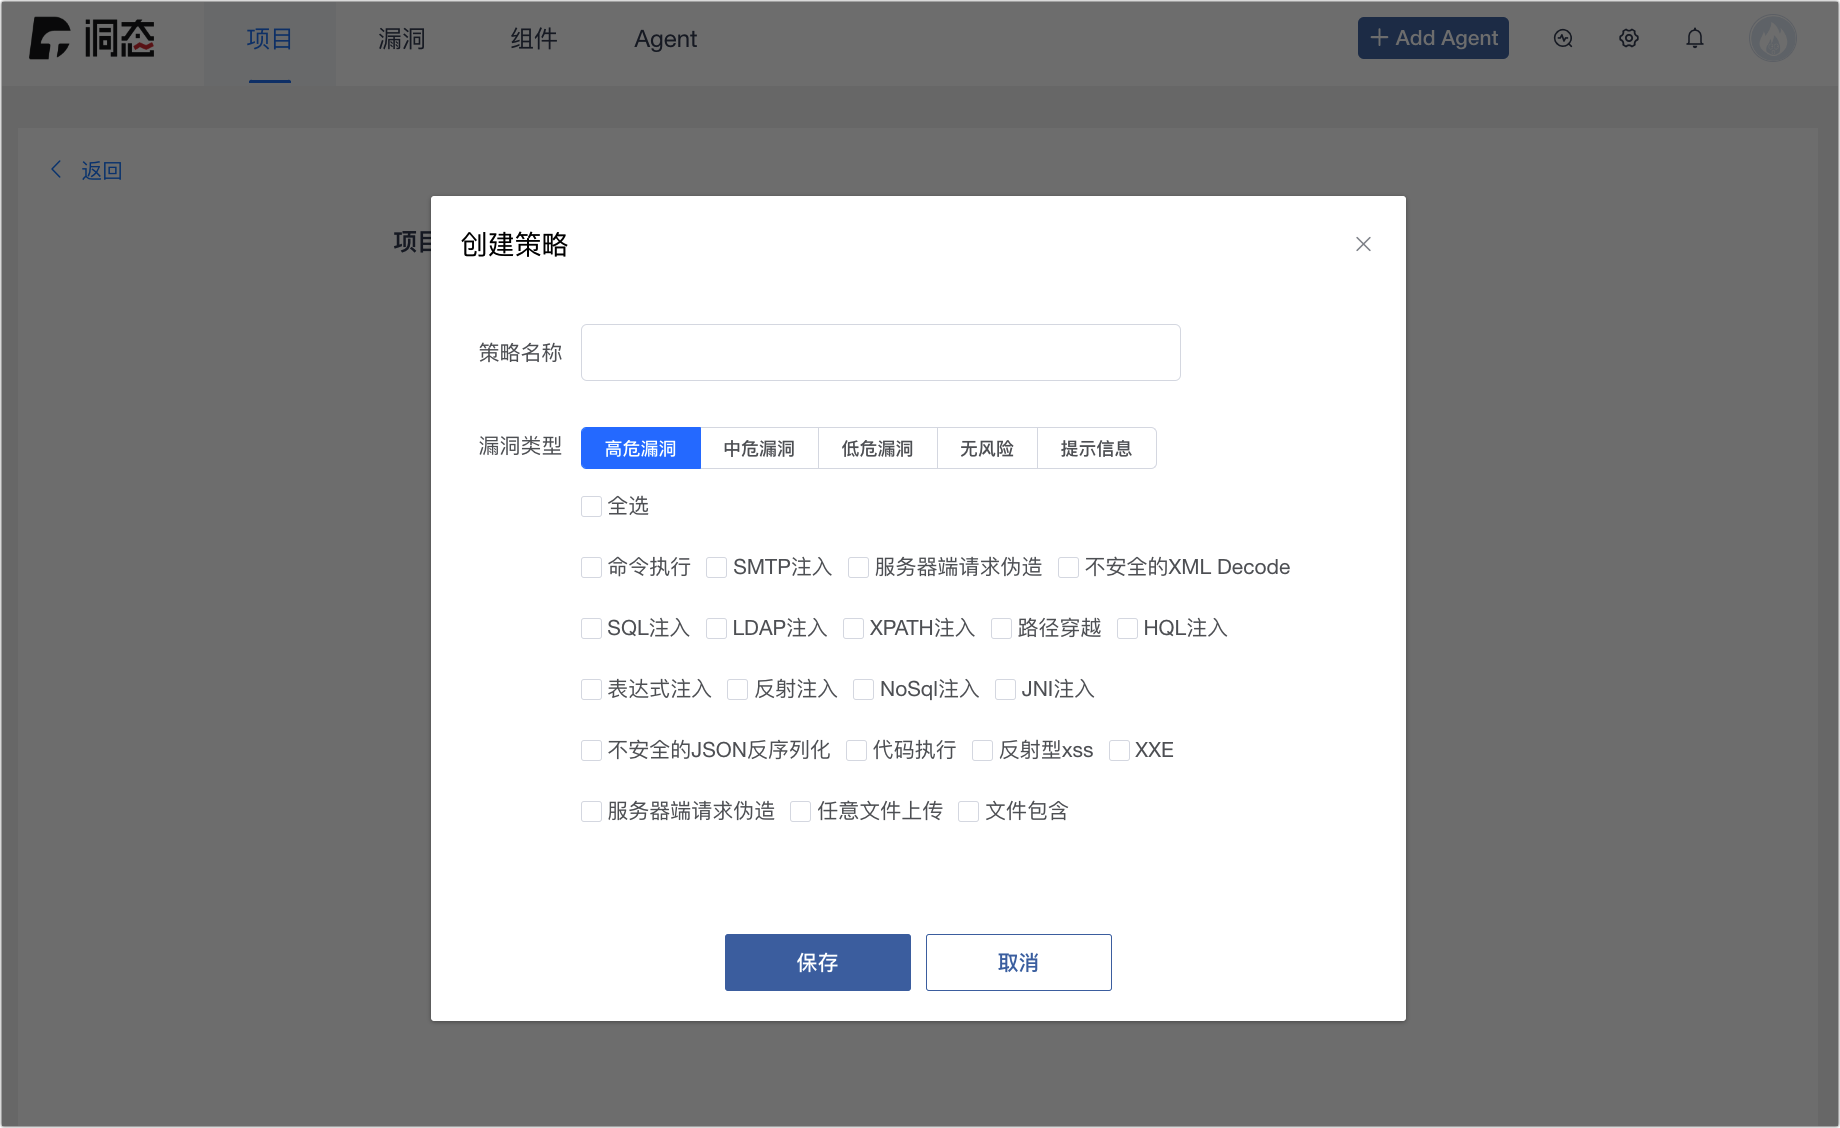 洞态 项目 漏洞 组件 Agent + Add Agent
返回
项目
创建策略
策略名称
漏洞类型 高危漏洞 中危漏洞 低危漏洞 无风险 提示信息
全选
命令执行 SMTP注入 服务器端请求伪造 不安全的XML Decode
SQL注入 LDAP注入 XPATH注入 路径穿越 HQL注入
表达式注入 反射注入 NoSql注入 JNI注入
不安全的JSON反序列化 代码执行 反射型xss XXE
服务器端请求伪造 任意文件上传 文件包含
保存 取消